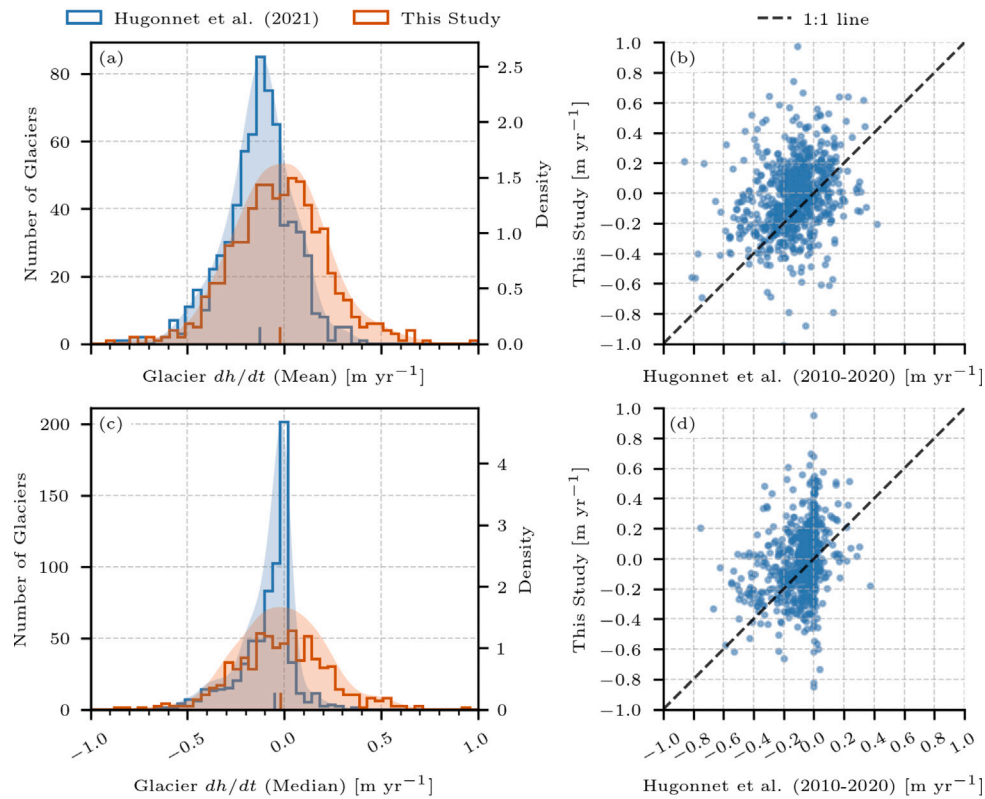 Hugonnet et al. (2021) This Study
1:1 line
(a)
80
60
40
20
0
Number of Glaciers
2.5
2.0
1.5
1.0
0.5
0.0
Density
Glacier dh/dt (Mean) [m yr⁻¹]
(b)
1.0
0.8
0.6
0.4
0.2
0.0
−0.2
−0.4
−0.6
−0.8
−1.0
This Study [m yr⁻¹]
Hugonnet et al. (2010-2020) [m yr⁻¹]
(c)
200
150
100
50
0
Number of Glaciers
4
3
2
1
0
Density
−1.0 −0.5 0.0 0.5 1.0
Glacier dh/dt (Median) [m yr⁻¹]
(d)
1.0
0.8
0.6
0.4
0.2
0.0
−0.2
−0.4
−0.6
−0.8
−1.0
This Study [m yr⁻¹]
−1.0 −0.8 −0.6 −0.4 −0.2 0.0 0.2 0.4 0.6 0.8 1.0
Hugonnet et al. (2010-2020) [m yr⁻¹]